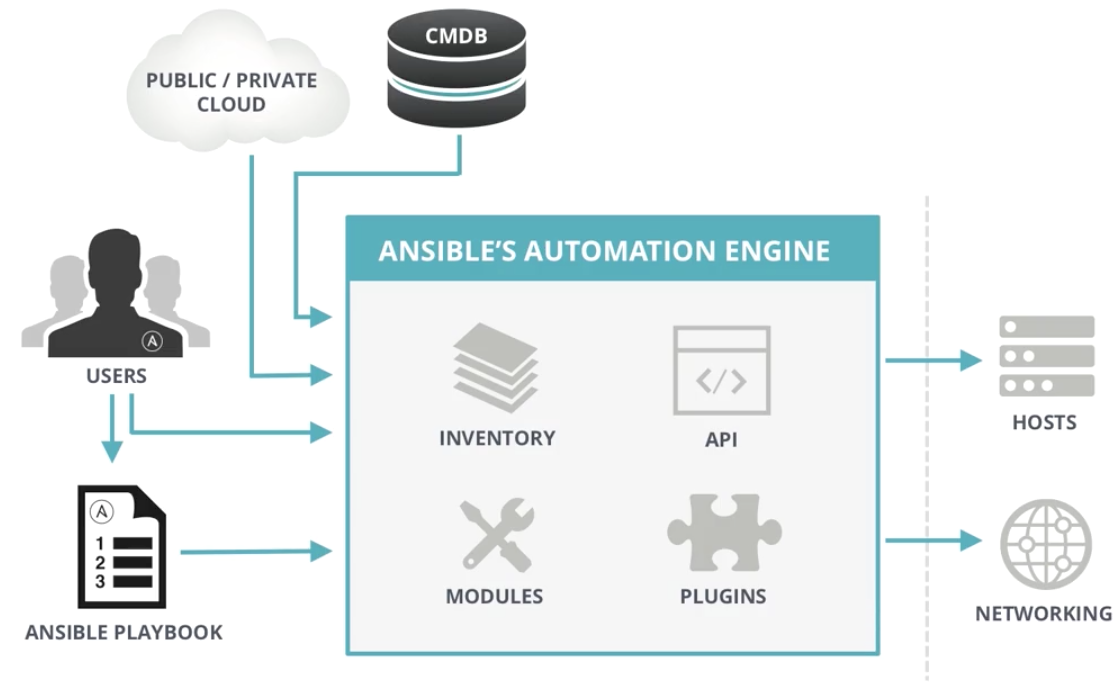 PUBLIC / PRIVATE
CLOUD
CMDB
ANSIBLE'S AUTOMATION ENGINE
USERS
INVENTORY
API
HOSTS
A
A
1
2
3
MODULES
PLUGINS
NETWORKING
ANSIBLE PLAYBOOK